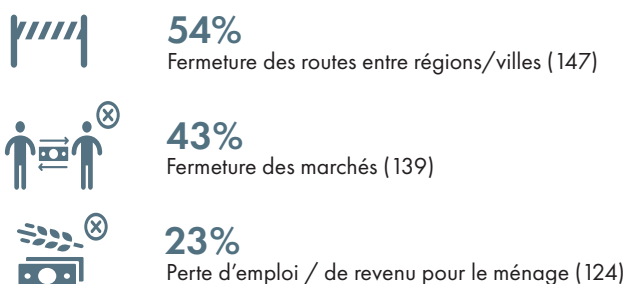 54%
Fermeture des routes entre régions/villes (147)
43%
Fermeture des marchés (139)
23%
Perte d'emploi / de revenu pour le ménage (124)